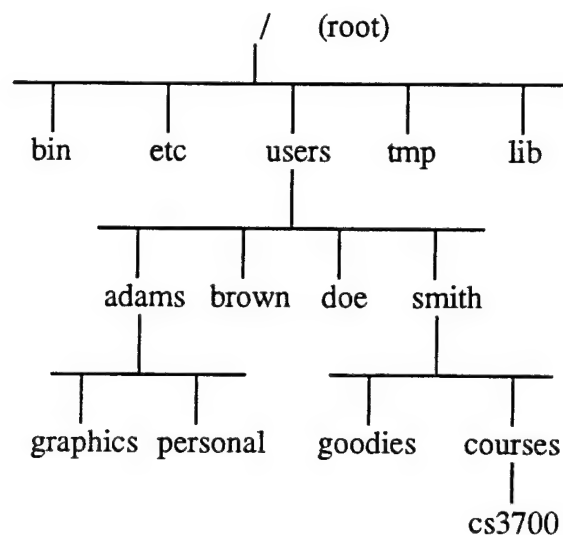 / (root)
bin etc users tmp lib
adams brown doe smith
graphics personal goodies courses
cs3700